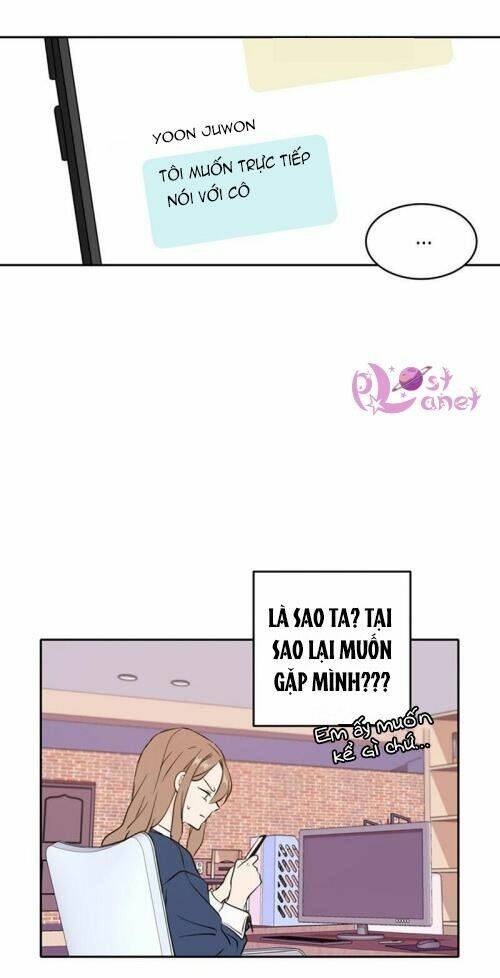 YOON JUWON
TÔI MUỐN TRỰC TIẾP
NÓI VỚI CÔ
...
Lost
Planet
LÀ SAO TA? TẠI
SAO LẠI MUỐN
GẶP MÌNH???
Em ấy muốn
kể gì chứ...